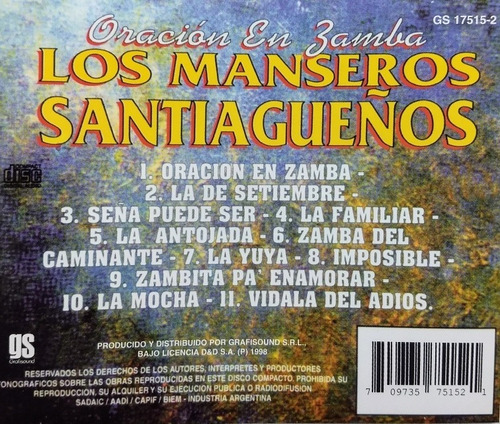 Oración En Zamba
GS 17515-2
LOS MANSEROS
SANTIAGUEÑOS
disc
1. ORACION EN ZAMBA -
2. LA DE SETIEMBRE -
3. SEÑA PUEDE SER - 4. LA FAMILIAR -
5. LA ANTOJADA - 6. ZAMBA DEL
CAMINANTE - 7. LA YUYA - 8. IMPOSIBLE -
9. ZAMBITA PA' ENAMORAR -
10. LA MOCHA - 11. VIDALA DEL ADIOS.
gs
Grafisound
PRODUCIDO Y DISTRIBUIDO POR GRAFISOUND S.R.L.,
BAJO LICENCIA D&D S.A. (P) 1998
RESERVADOS LOS DERECHOS DE LOS AUTORES, INTERPRETES Y PRODUCTORES
FONOGRAFICOS SOBRE LAS OBRAS REPRODUCIDAS EN ESTE DISCO COMPACTO. PROHIBIDA SU
REPRODUCCION, SU ALQUILER Y SU EJECUCION PUBLICA O RADIODIFUSION.
SADAIC / AADI / CAPIF / BIEM - INDUSTRIA ARGENTINA
7 09735 75152 1